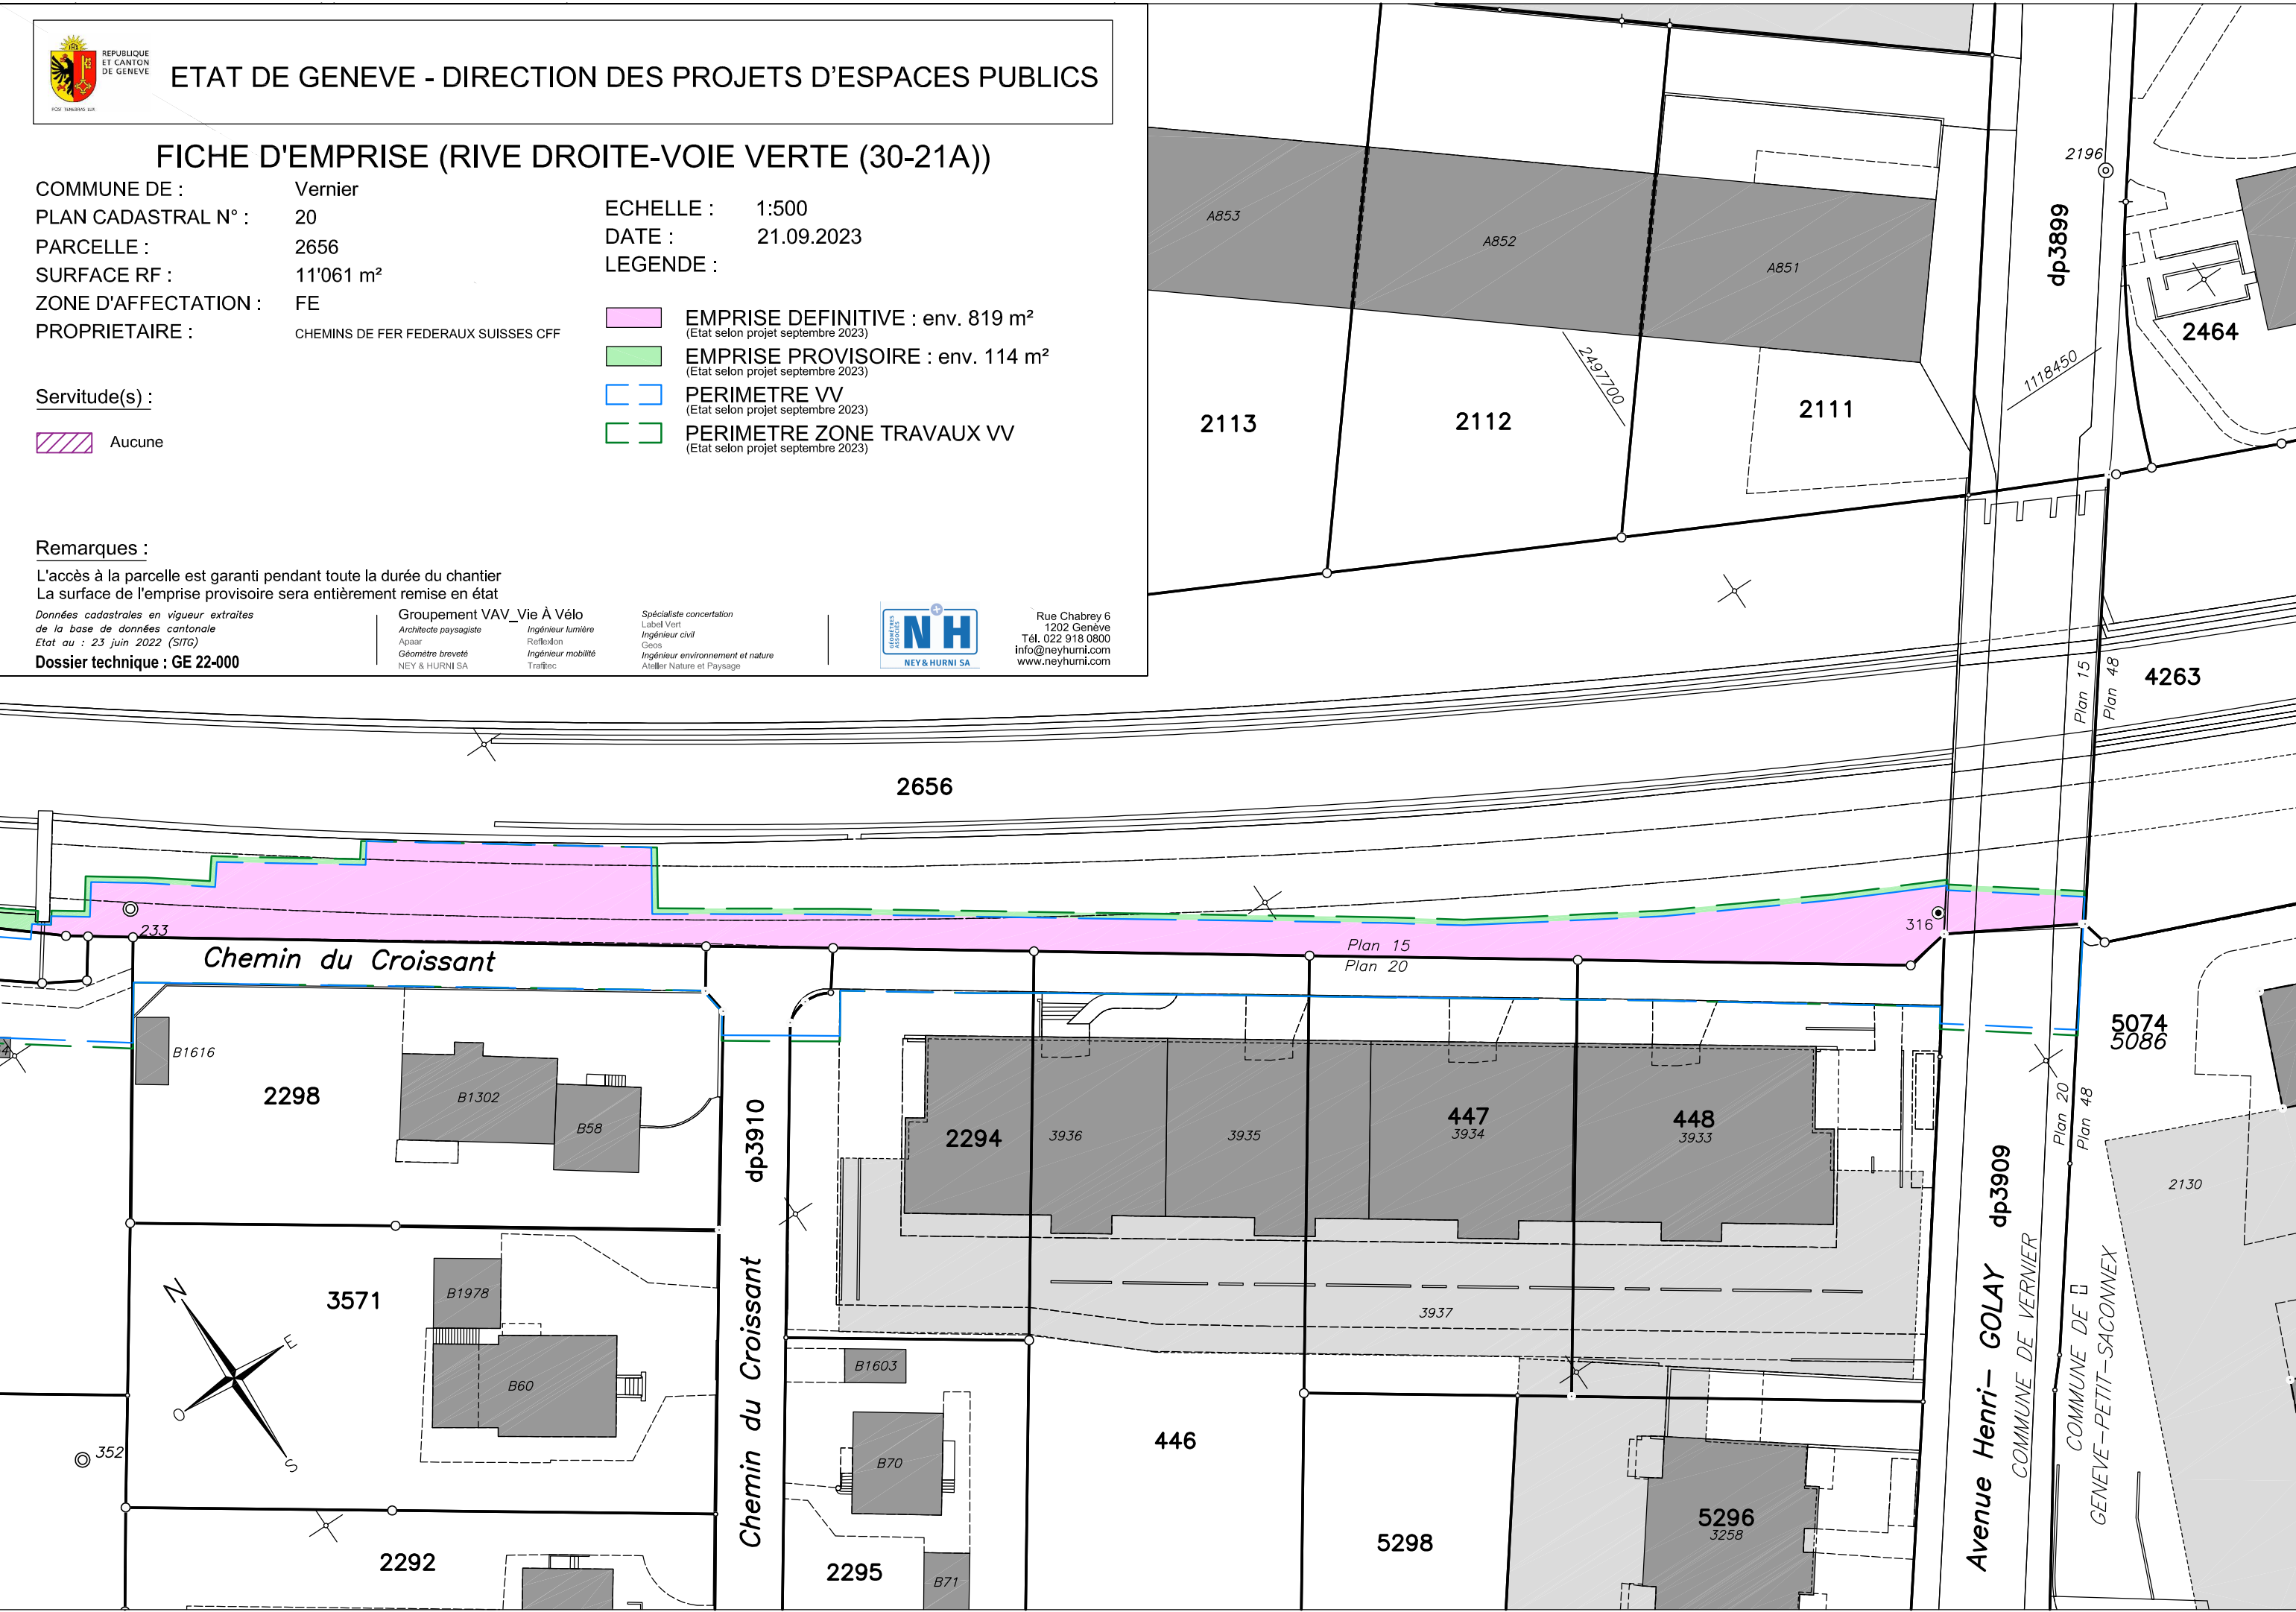 REPUBLIQUE
ET CANTON
DE GENEVE
POST TENEBRAS LUX
ETAT DE GENEVE - DIRECTION DES PROJETS D'ESPACES PUBLICS
FICHE D'EMPRISE (RIVE DROITE-VOIE VERTE (30-21A))
COMMUNE DE : Vernier
PLAN CADASTRAL N° : 20
PARCELLE : 2656
SURFACE RF : 11'061 m²
ZONE D'AFFECTATION : FE
PROPRIETAIRE : CHEMINS DE FER FEDERAUX SUISSES CFF
Servitude(s) :
Aucune
ECHELLE : 1:500
DATE : 21.09.2023
LEGENDE :
EMPRISE DEFINITIVE : env. 819 m²
(Etat selon projet septembre 2023)
EMPRISE PROVISOIRE : env. 114 m²
(Etat selon projet septembre 2023)
PERIMETRE VV
(Etat selon projet septembre 2023)
PERIMETRE ZONE TRAVAUX VV
(Etat selon projet septembre 2023)
Remarques :
L'accès à la parcelle est garanti pendant toute la durée du chantier
La surface de l'emprise provisoire sera entièrement remise en état
Données cadastrales en vigueur extraites
de la base de données cantonale
Etat au : 23 juin 2022 (SITG)
Dossier technique : GE 22-000
Groupement VAV_Vie À Vélo
Architecte paysagiste
Apaar
Géomètre breveté
NEY & HURNI SA
Ingénieur lumière
Reflexion
Ingénieur mobilité
Trafitec
Spécialiste concertation
Label Vert
Ingénieur civil
Geos
Ingénieur environnement et nature
Atelier Nature et Paysage
GÉOMÈTRES
ASSOCIÉS
NH
NEY & HURNI SA
Rue Chabrey 6
1202 Genève
Tél. 022 918 0800
info@neyhurni.com
www.neyhurni.com
A853
A852
A851
2196
dp3899
2464
2497700
1118450
2113
2112
2111
Plan 15
Plan 48
4263
2656
233
316
Chemin du Croissant
Plan 15
Plan 20
B1616
2298
B1302
B58
dp3910
2294
3936
3935
447
3934
448
3933
5074
5086
Plan 20
Plan 48
2130
dp3909
3571
B1978
B60
N
E
S
O
352
3937
Chemin du Croissant
B1603
B70
B71
446
5298
5296
3258
2292
2295
Avenue Henri- GOLAY
COMMUNE DE VERNIER
COMMUNE DE
GENEVE-PETIT-SACONNEX